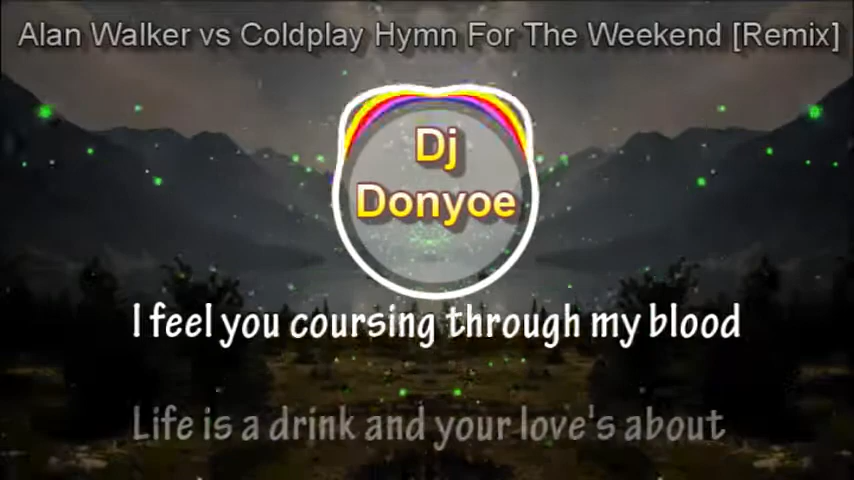 Alan Walker vs Coldplay Hymn For The Weekend [Remix]
Dj
Donyoe
I feel you coursing through my blood
Life is a drink and your love's about